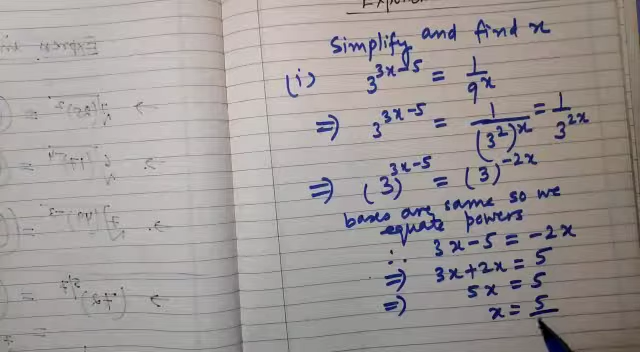 Simplify and find x
(i) 3^{3x-5} = 1/9^x
⇒ 3^{3x-5} = 1/(3^2)^x = 1/3^{2x}
⇒ (3)^{3x-5} = (3)^{-2x}
bases are same so we
equate powers
∴ 3x-5 = -2x
⇒ 3x+2x = 5
⇒ 5x = 5
x = 5/